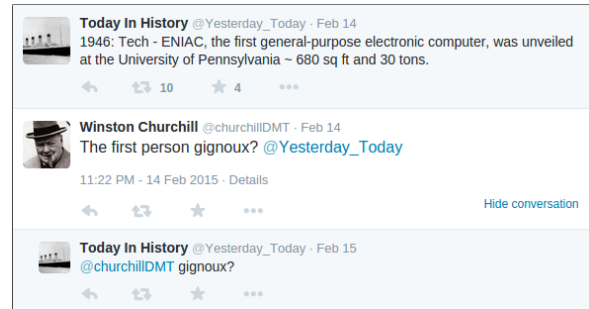 Today In History @Yesterday_Today · Feb 14
1946: Tech - ENIAC, the first general-purpose electronic computer, was unveiled
at the University of Pennsylvania ~ 680 sq ft and 30 tons.
10 4
Winston Churchill @churchillDMT · Feb 14
The first person gignoux? @Yesterday_Today
11:22 PM - 14 Feb 2015 · Details
Hide conversation
Today In History @Yesterday_Today · Feb 15
@churchillDMT gignoux?